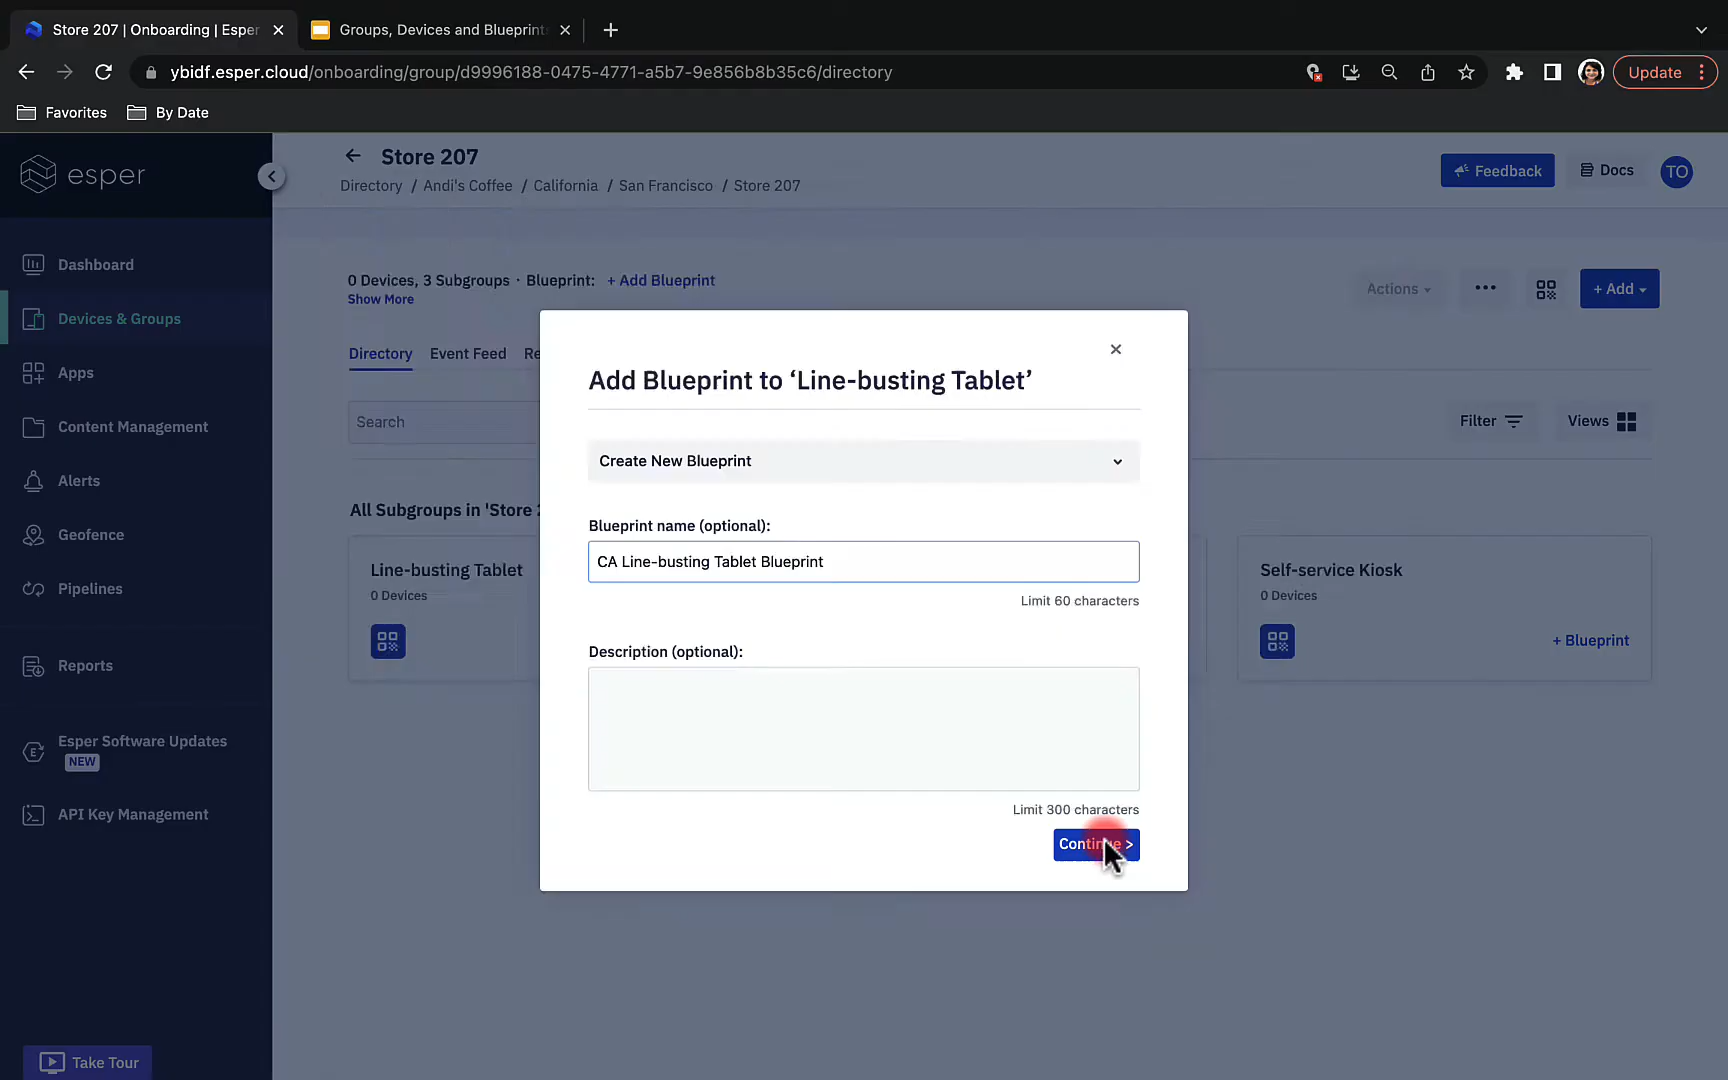 Store 207 | Onboarding | Esper
Groups, Devices and Blueprints
ybidf.esper.cloud/onboarding/group/d9996188-0475-4771-a5b7-9e856b8b35c6/directory
Update
Favorites
By Date
esper
Store 207
Directory / Andi's Coffee / California / San Francisco / Store 207
Feedback
Docs
TO
Dashboard
Devices & Groups
Apps
Content Management
Alerts
Geofence
Pipelines
Reports
Esper Software Updates
NEW
API Key Management
Take Tour
0 Devices, 3 Subgroups · Blueprint: + Add Blueprint
Show More
Actions
+ Add
Directory Event Feed Re
Search
Filter
Views
All Subgroups in 'Store 2
Line-busting Tablet
0 Devices
Self-service Kiosk
0 Devices
+ Blueprint
Add Blueprint to ‘Line-busting Tablet’
Create New Blueprint
Blueprint name (optional):
CA Line-busting Tablet Blueprint
Limit 60 characters
Description (optional):
Limit 300 characters
Continue >